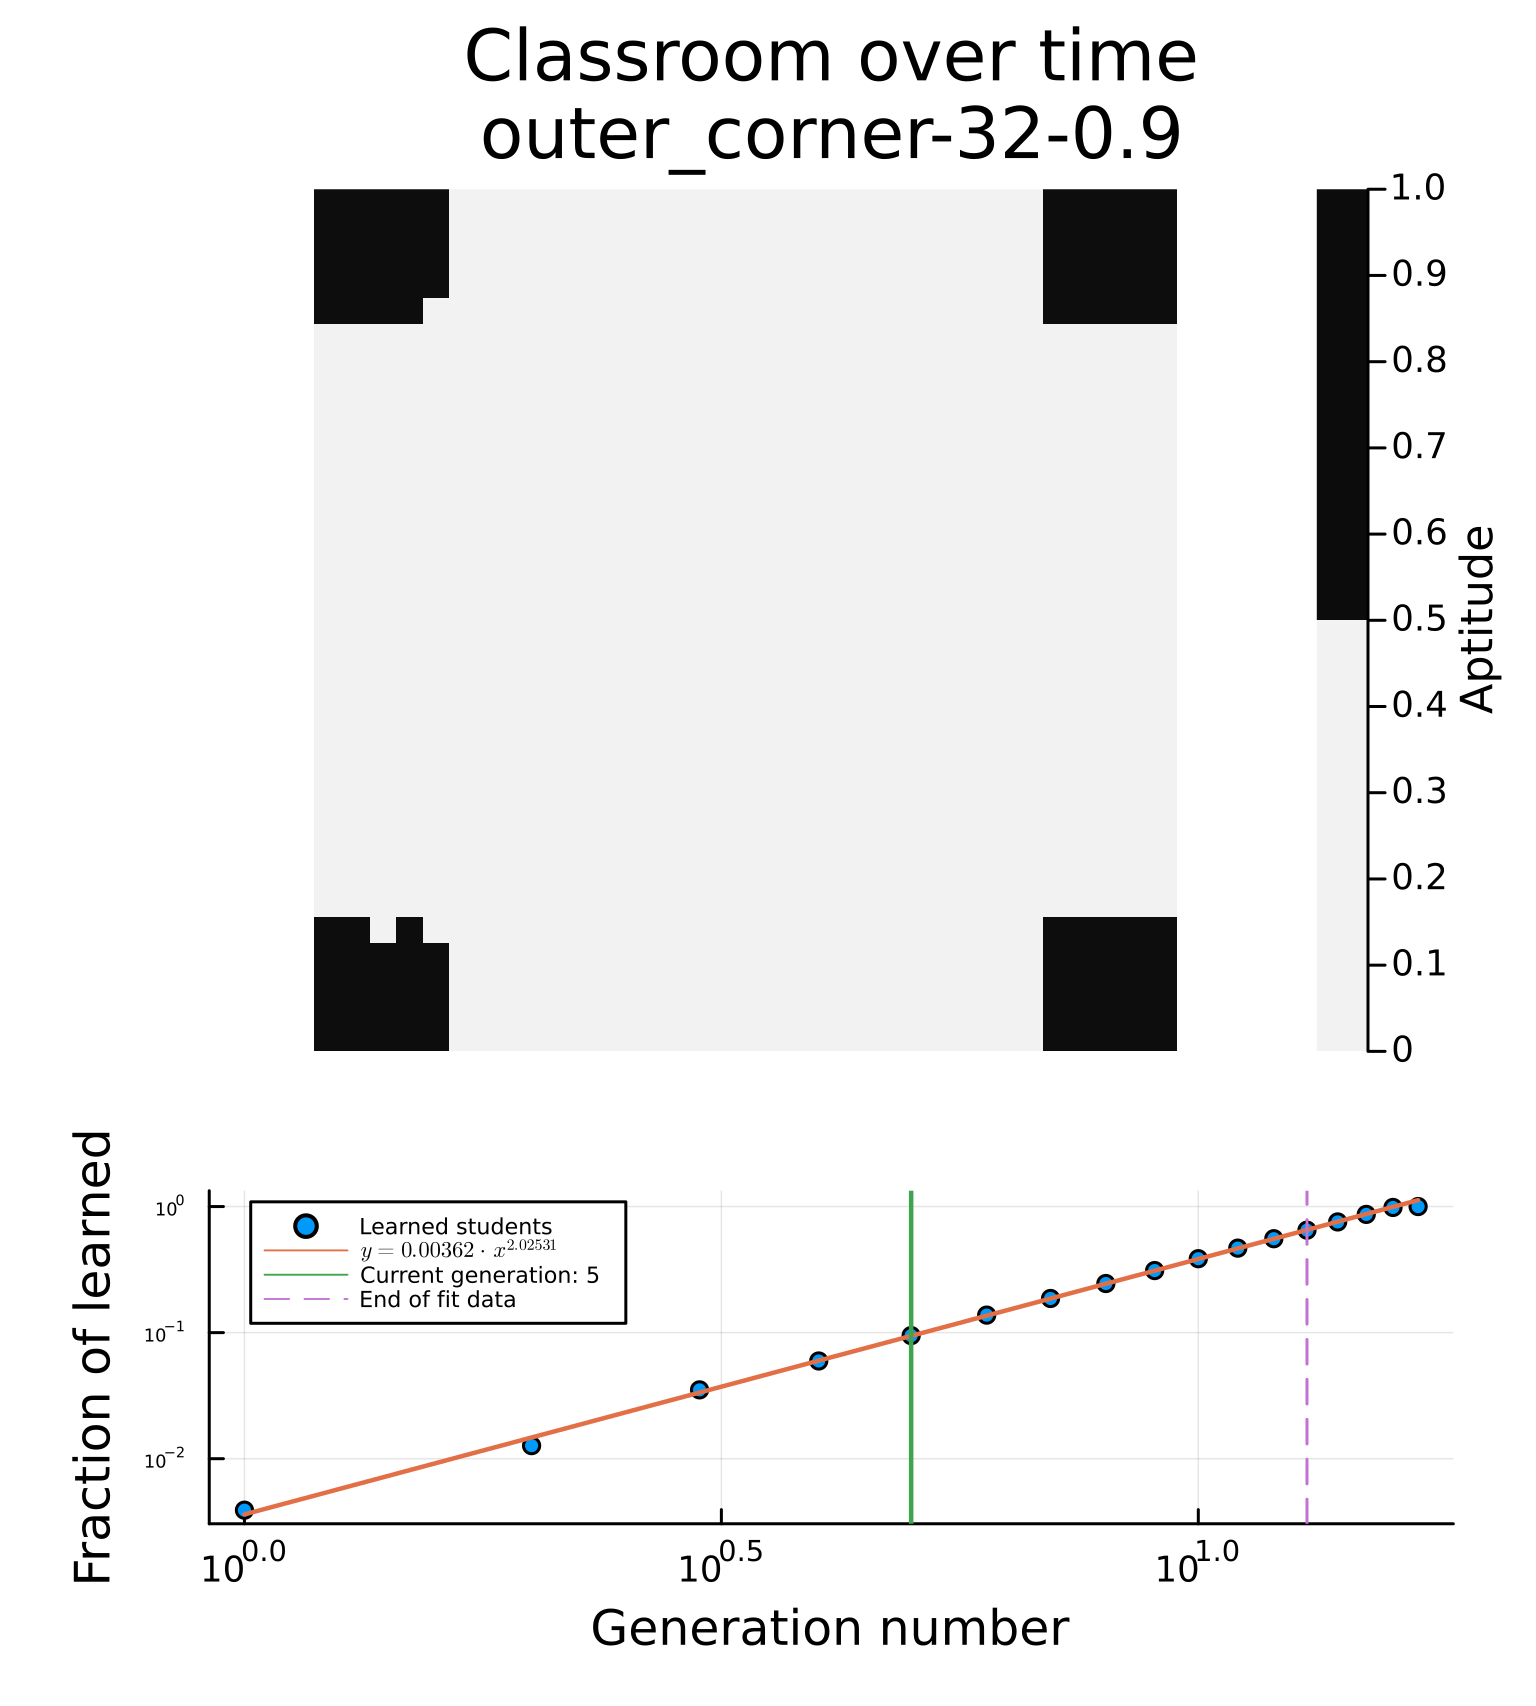 Classroom over time
outer_corner-32-0.9
1.0
0.9
0.8
0.7
0.6
0.5
0.4
0.3
0.2
0.1
0
Aptitude
Fraction of learned
10^0
10^−1
10^−2
Learned students
y = 0.00362 · x^2.02531
Current generation: 5
End of fit data
10^0.0
10^0.5
10^1.0
Generation number